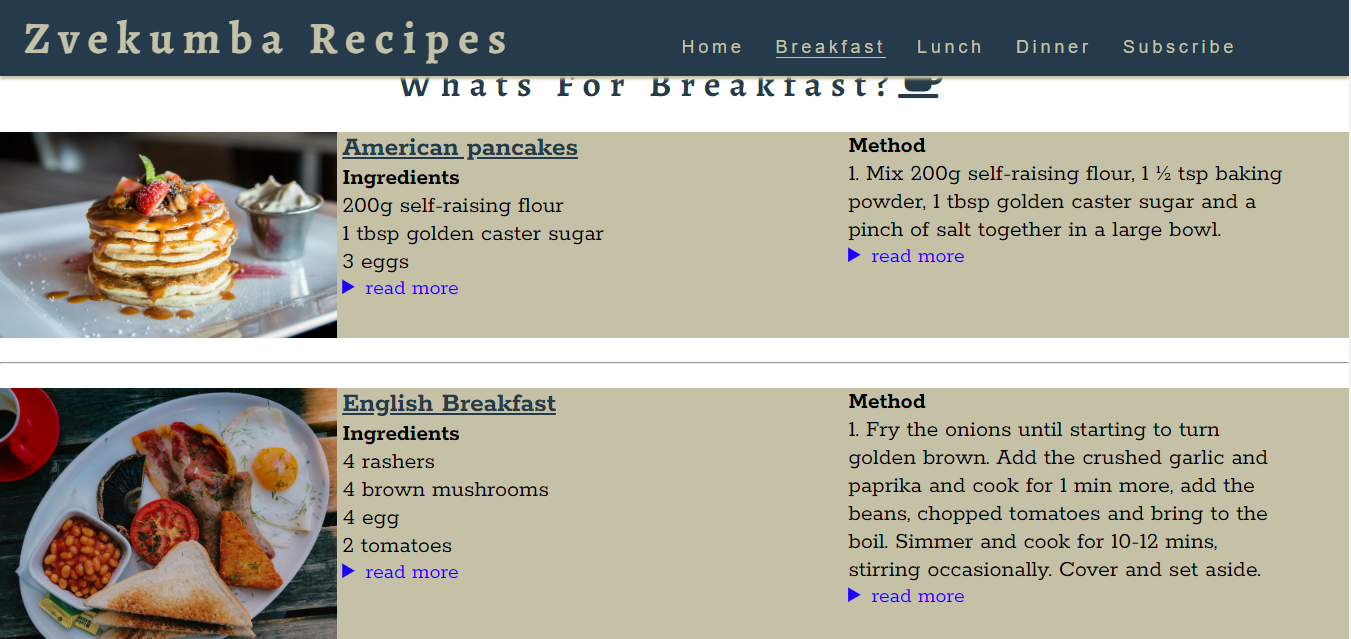 Zvekumba Recipes
Home Breakfast Lunch Dinner Subscribe
Whats For Breakfast?
American pancakes
Ingredients
200g self-raising flour
1 tbsp golden caster sugar
3 eggs
read more
Method
1. Mix 200g self-raising flour, 1 ½ tsp baking
powder, 1 tbsp golden caster sugar and a
pinch of salt together in a large bowl.
read more
English Breakfast
Ingredients
4 rashers
4 brown mushrooms
4 egg
2 tomatoes
read more
Method
1. Fry the onions until starting to turn
golden brown. Add the crushed garlic and
paprika and cook for 1 min more, add the
beans, chopped tomatoes and bring to the
boil. Simmer and cook for 10-12 mins,
stirring occasionally. Cover and set aside.
read more